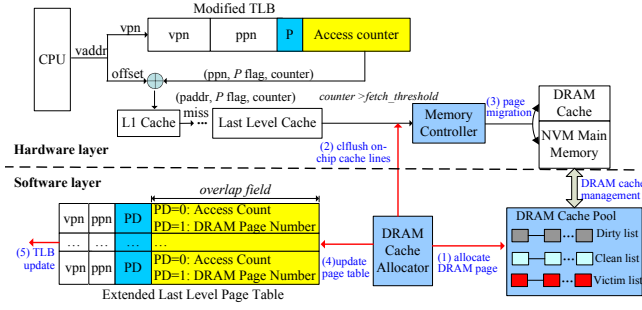 Modified TLB
CPU
vaddr
vpn
vpn
ppn
P
Access counter
offset
(ppn, P flag, counter)
(paddr, P flag, counter)
L1 Cache
miss
...
Last Level Cache
counter >fetch_threshold
Memory
Controller
(3) page
migration
DRAM
Cache
NVM Main
Memory
(2) clflush on-
chip cache lines
Hardware layer
Software layer
DRAM cache
management
overlap field
vpn
ppn
PD
PD=0: Access Count
PD=1: DRAM Page Number
...
...
...
...
vpn
ppn
PD
PD=0: Access Count
PD=1: DRAM Page Number
(5) TLB
update
Extended Last Level Page Table
(4)update
page table
DRAM
Cache
Allocator
(1) allocate
DRAM page
DRAM Cache Pool
... Dirty list
... Clean list
... Victim list